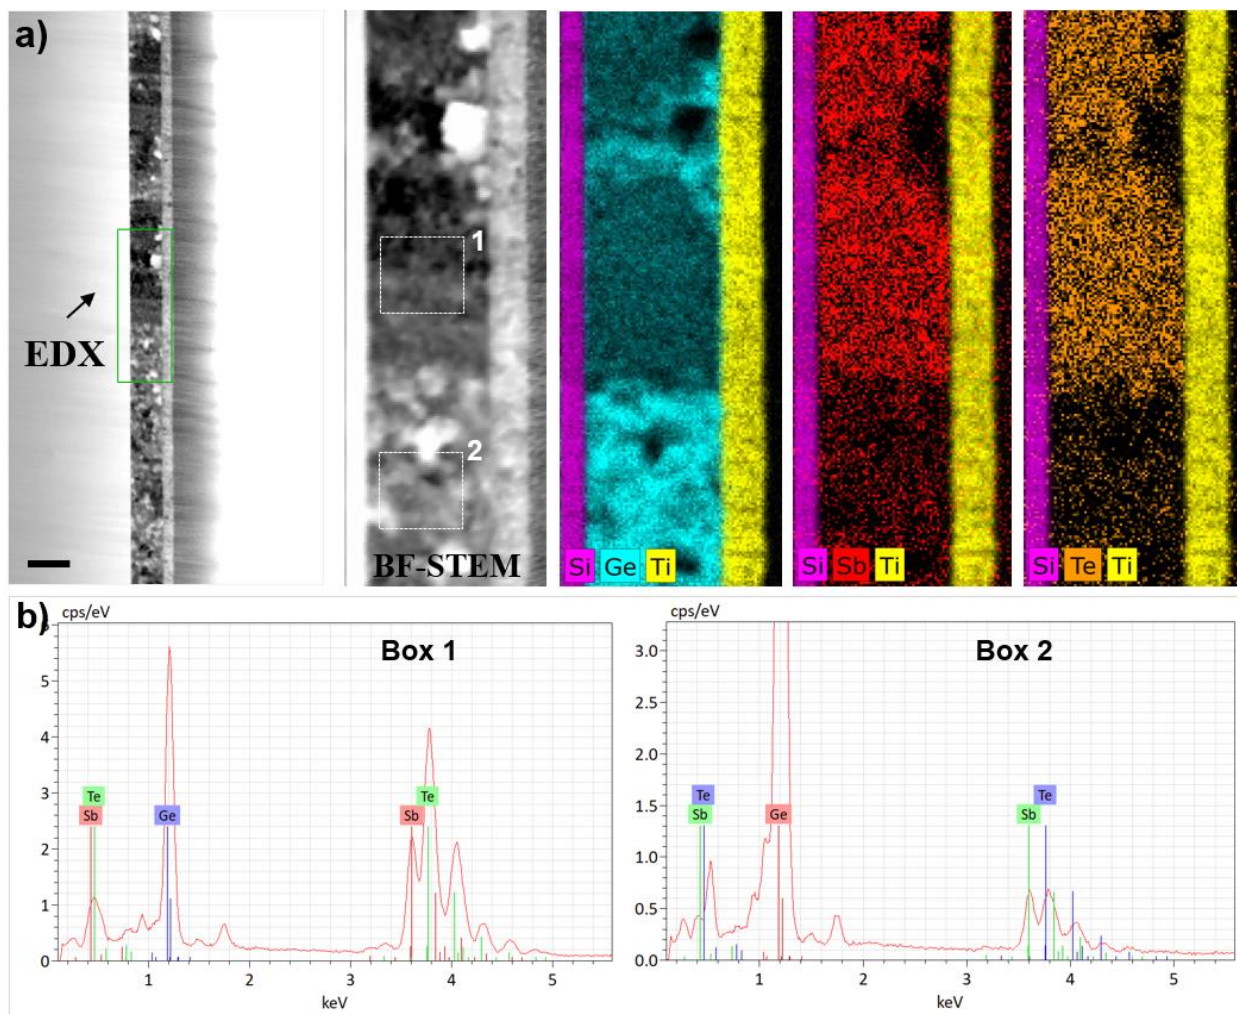 a)
EDX
1
2
BF-STEM
Si Ge Ti
Si Sb Ti
Si Te Ti
b)
cps/eV
Box 1
5
4
3
2
1
0
Te
Sb
Ge
Sb
Te
1 2 3 4 5
keV
cps/eV
Box 2
3.0
2.5
2.0
1.5
1.0
0.5
0.0
Te
Sb
Ge
Sb
Te
1 2 3 4 5
keV